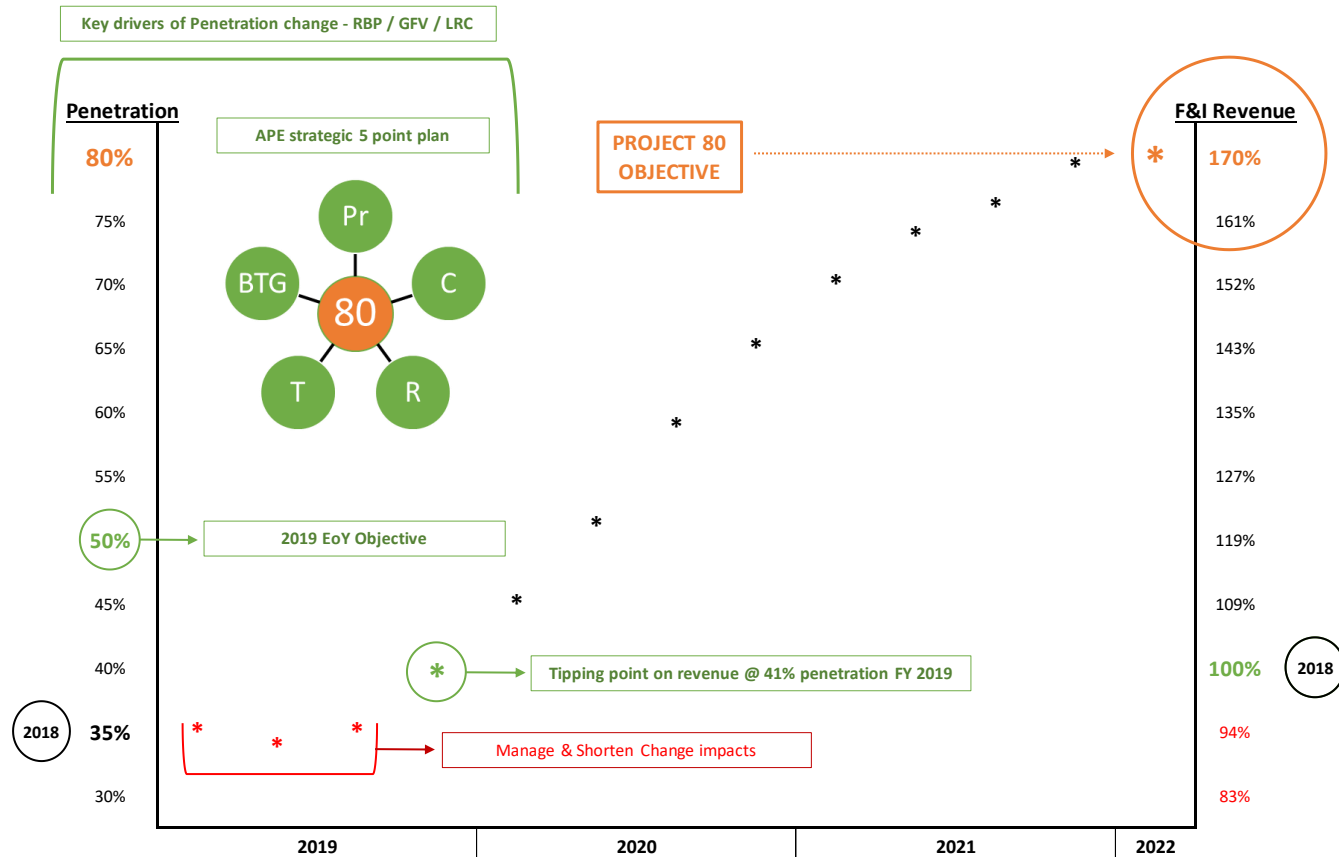 Key drivers of Penetration change - RBP / GFV / LRC
Penetration
F&I Revenue
APE strategic 5 point plan
PROJECT 80
OBJECTIVE
80%
*
*
170%
75%
Pr
*
*
161%
70%
BTG
C
*
152%
80
65%
*
143%
T
R
60%
*
135%
55%
127%
50%
2019 EoY Objective
*
119%
45%
*
109%
40%
*
Tipping point on revenue @ 41% penetration FY 2019
100%
2018
2018
35%
* * *
Manage & Shorten Change impacts
94%
30%
83%
2019
2020
2021
2022